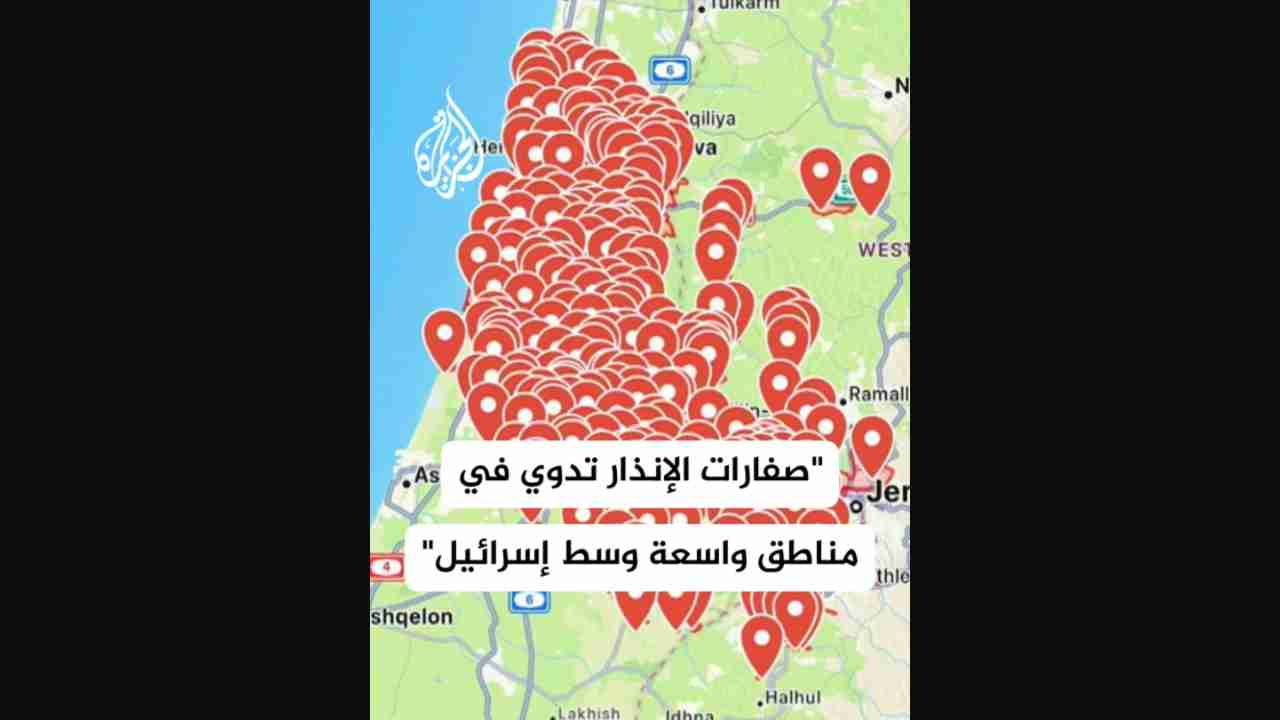 Tulkarm
6
qiliya
Her
va
الجزيرة
WEST
Ramall
"صفارات الإنذار تدوي في
As
Jer
مناطق واسعة وسط إسرائيل"
4
thle
6
shqelon
Halhul
Lakhish
Idhna